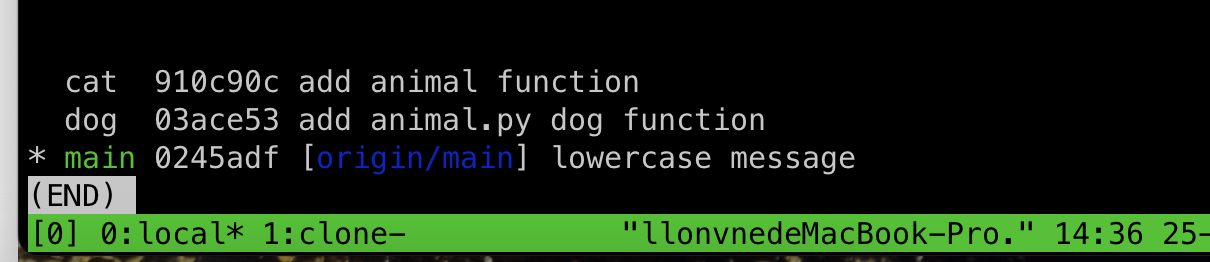 cat 910c90c add animal function
dog 03ace53 add animal.py dog function
* main 0245adf [origin/main] lowercase message
(END)
[0] 0:local* 1:clone- "llonvnedeMacBook-Pro." 14:36 25-